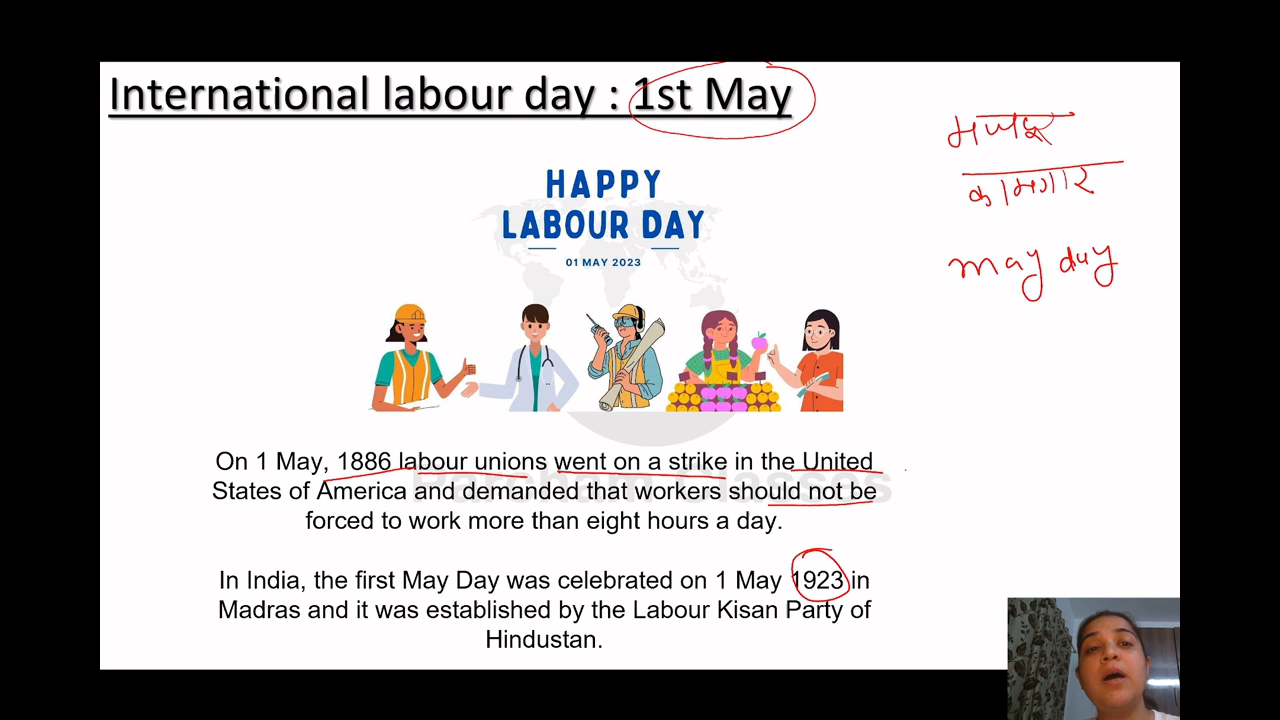 International labour day : 1st May
मजदूर
कामगार
may day
HAPPY
LABOUR DAY
01 MAY 2023
On 1 May, 1886 labour unions went on a strike in the United
States of America and demanded that workers should not be
forced to work more than eight hours a day.
In India, the first May Day was celebrated on 1 May 1923 in
Madras and it was established by the Labour Kisan Party of
Hindustan.